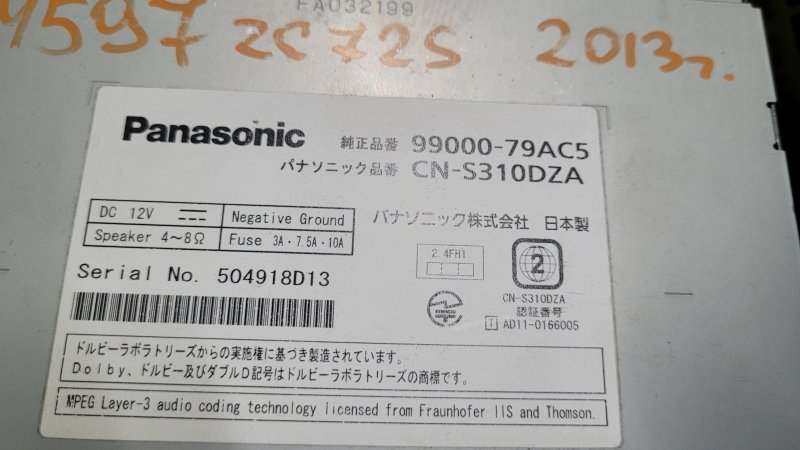 FA032199
4597 ZC72S 2013г.
Panasonic 純正品番 99000-79AC5
パナソニック品番 CN-S310DZA
DC 12V Negative Ground
Speaker 4~8Ω Fuse 3A・7.5A・10A
パナソニック株式会社 日本製
2.4FH1
2
Serial No. 504918D13
CN-S310DZA
認証番号
T AD11-0166005
ドルビーラボラトリーズからの実施権に基づき製造されています。
Dolby、ドルビー及びダブルD記号はドルビーラボラトリーズの商標です。
MPEG Layer-3 audio coding technology licensed from Fraunhofer IIS and Thomson.